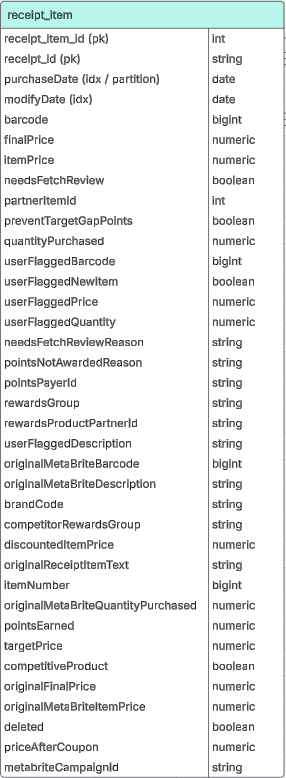 receipt_item
receipt_item_id (pk) int
receipt_id (pk) string
purchaseDate (idx / partition) date
modifyDate (idx) date
barcode bigint
finalPrice numeric
itemPrice numeric
needsFetchReview boolean
partnerItemId int
preventTargetGapPoints boolean
quantityPurchased numeric
userFlaggedBarcode bigint
userFlaggedNewItem boolean
userFlaggedPrice numeric
userFlaggedQuantity numeric
needsFetchReviewReason string
pointsNotAwardedReason string
pointsPayerId string
rewardsGroup string
rewardsProductPartnerId string
userFlaggedDescription string
originalMetaBriteBarcode bigint
originalMetaBriteDescription string
brandCode string
competitorRewardsGroup string
discountedItemPrice numeric
originalReceiptItemText string
itemNumber bigint
originalMetaBriteQuantityPurchased numeric
pointsEarned numeric
targetPrice numeric
competitiveProduct boolean
originalFinalPrice numeric
originalMetaBriteItemPrice numeric
deleted boolean
priceAfterCoupon numeric
metabriteCampaignId string